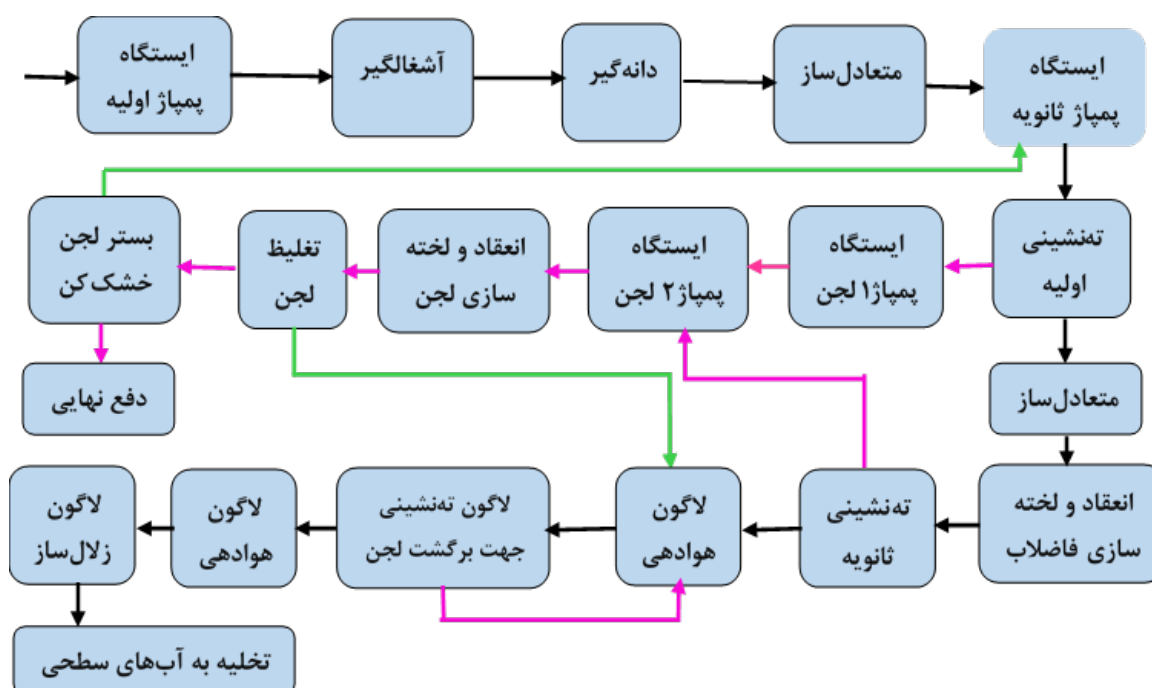 ایستگاه
پمپاژ اولیه
آشغالگیر
دانه‌گیر
متعادل‌ساز
ایستگاه
پمپاژ ثانویه
ته‌نشینی
اولیه
ایستگاه
پمپاژ۱ لجن
ایستگاه
پمپاژ۲ لجن
انعقاد و لخته
سازی لجن
تغلیظ
لجن
بستر لجن
خشک‌کن
دفع نهایی
متعادل‌ساز
انعقاد و لخته
سازی فاضلاب
ته‌نشینی
ثانویه
لاگون
هوادهی
لاگون ته‌نشینی
جهت برگشت لجن
لاگون
هوادهی
لاگون
زلال‌ساز
تخلیه به آب‌های سطحی